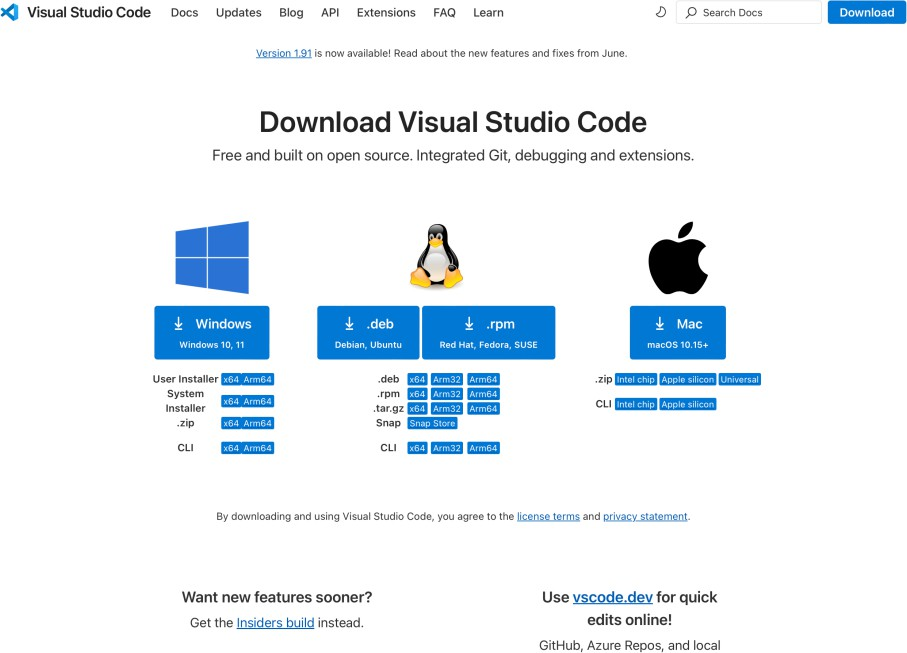 Visual Studio Code Docs Updates Blog API Extensions FAQ Learn Search Docs Download
Version 1.91 is now available! Read about the new features and fixes from June.
Download Visual Studio Code
Free and built on open source. Integrated Git, debugging and extensions.
Windows
Windows 10, 11
User Installer x64 Arm64
System
Installer x64 Arm64
.zip x64 Arm64
CLI x64 Arm64
.deb
Debian, Ubuntu
.rpm
Red Hat, Fedora, SUSE
.deb x64 Arm32 Arm64
.rpm x64 Arm32 Arm64
.tar.gz x64 Arm32 Arm64
Snap Snap Store
CLI x64 Arm32 Arm64
Mac
macOS 10.15+
.zip Intel chip Apple silicon Universal
CLI Intel chip Apple silicon
By downloading and using Visual Studio Code, you agree to the license terms and privacy statement.
Want new features sooner?
Get the Insiders build instead.
Use vscode.dev for quick
edits online!
GitHub, Azure Repos, and local